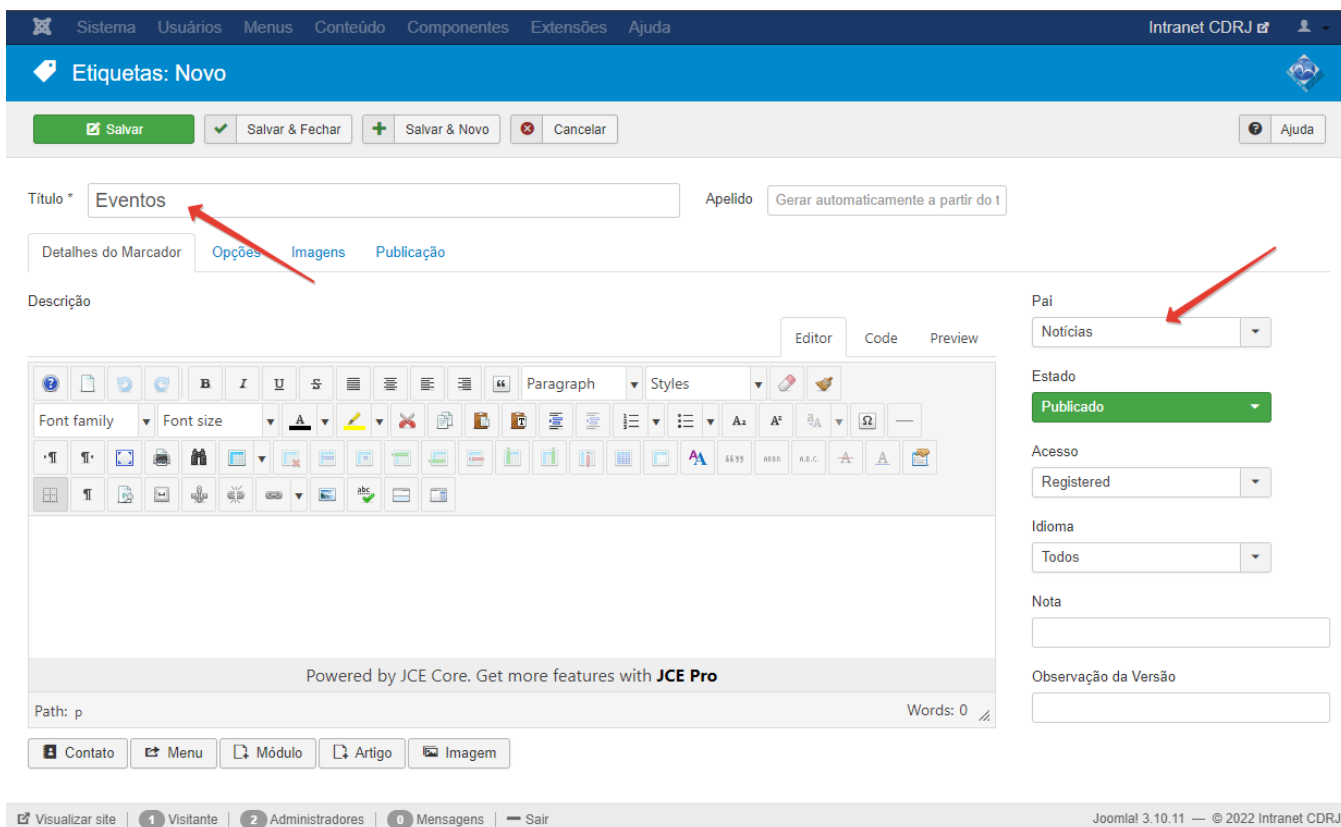 Sistema Usuários Menus Conteúdo Componentes Extensões Ajuda Intranet CDRJ
Etiquetas: Novo
Salvar Salvar & Fechar Salvar & Novo Cancelar Ajuda
Título * Eventos Apelido Gerar automaticamente a partir do t
Detalhes do Marcador Opções Imagens Publicação
Descrição
Pai
Editor Code Preview
Notícias
Estado
Paragraph Styles
Publicado
Font family Font size
Acesso
Registered
Idioma
Todos
Nota
Powered by JCE Core. Get more features with JCE Pro
Observação da Versão
Path: p Words: 0
Contato Menu Módulo Artigo Imagem
Visualizar site 1 Visitante 2 Administradores 0 Mensagens Sair Joomla! 3.10.11 — © 2022 Intranet CDRJ